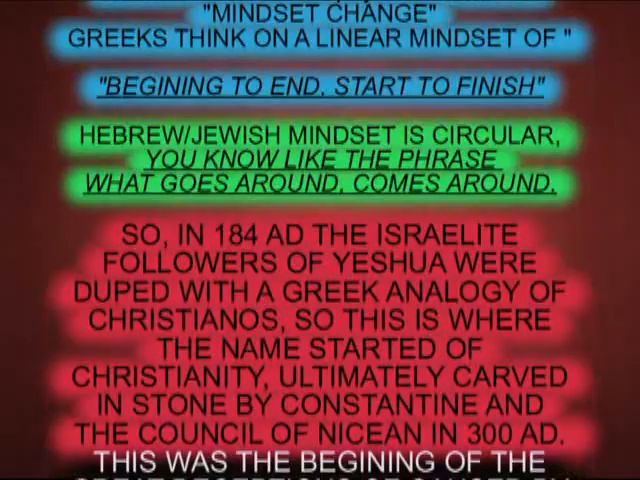 "MINDSET CHANGE"
GREEKS THINK ON A LINEAR MINDSET OF "
"BEGINING TO END, START TO FINISH"
HEBREW/JEWISH MINDSET IS CIRCULAR,
YOU KNOW LIKE THE PHRASE
WHAT GOES AROUND, COMES AROUND.
SO, IN 184 AD THE ISRAELITE
FOLLOWERS OF YESHUA WERE
DUPED WITH A GREEK ANALOGY OF
CHRISTIANOS, SO THIS IS WHERE
THE NAME STARTED OF
CHRISTIANITY, ULTIMATELY CARVED
IN STONE BY CONSTANTINE AND
THE COUNCIL OF NICEAN IN 300 AD.
THIS WAS THE BEGINING OF THE